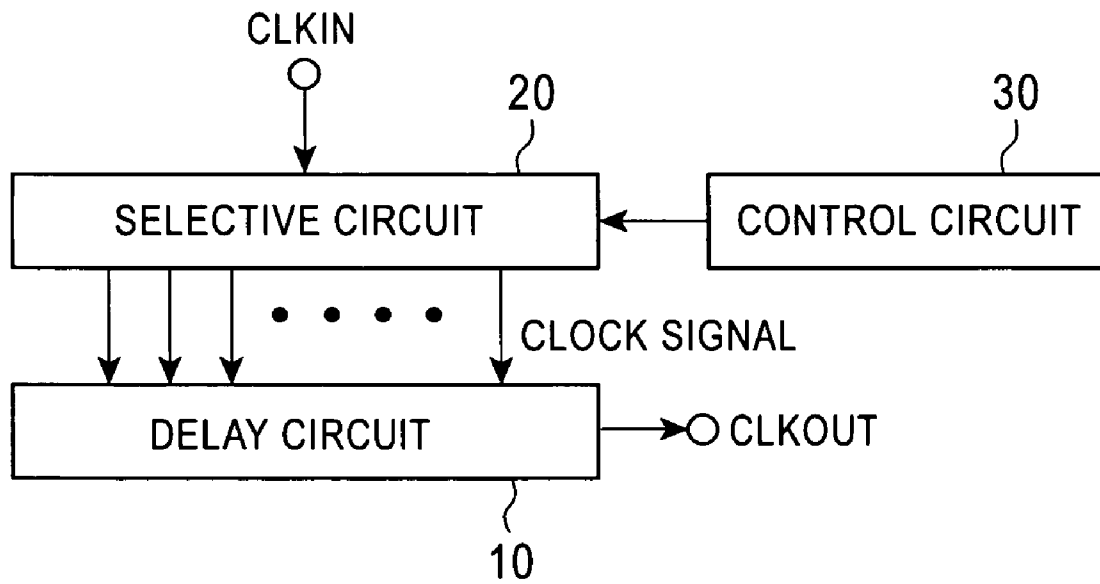 CLKIN
20
30
SELECTIVE CIRCUIT
CONTROL CIRCUIT
CLOCK SIGNAL
DELAY CIRCUIT
CLKOUT
10